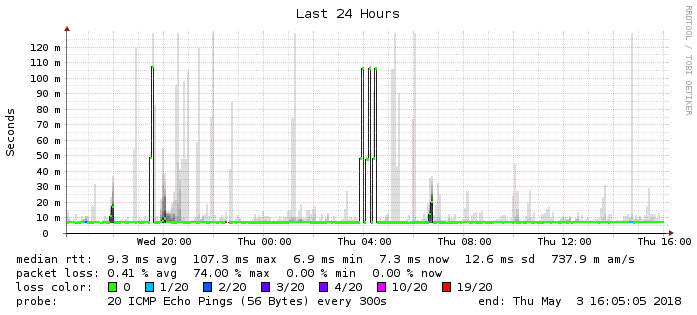 Last 24 Hours
RRDTOOL / TOBI OETIKER
Seconds
120 m
110 m
100 m
90 m
80 m
70 m
60 m
50 m
40 m
30 m
20 m
10 m
0
Wed 20:00 Thu 00:00 Thu 04:00 Thu 08:00 Thu 12:00 Thu 16:00
median rtt: 9.3 ms avg 107.3 ms max 6.9 ms min 7.3 ms now 12.6 ms sd 737.9 m am/s
packet loss: 0.41 % avg 74.00 % max 0.00 % min 0.00 % now
loss color: 0 1/20 2/20 3/20 4/20 10/20 19/20
probe: 20 ICMP Echo Pings (56 Bytes) every 300s end: Thu May 3 16:05:05 2018